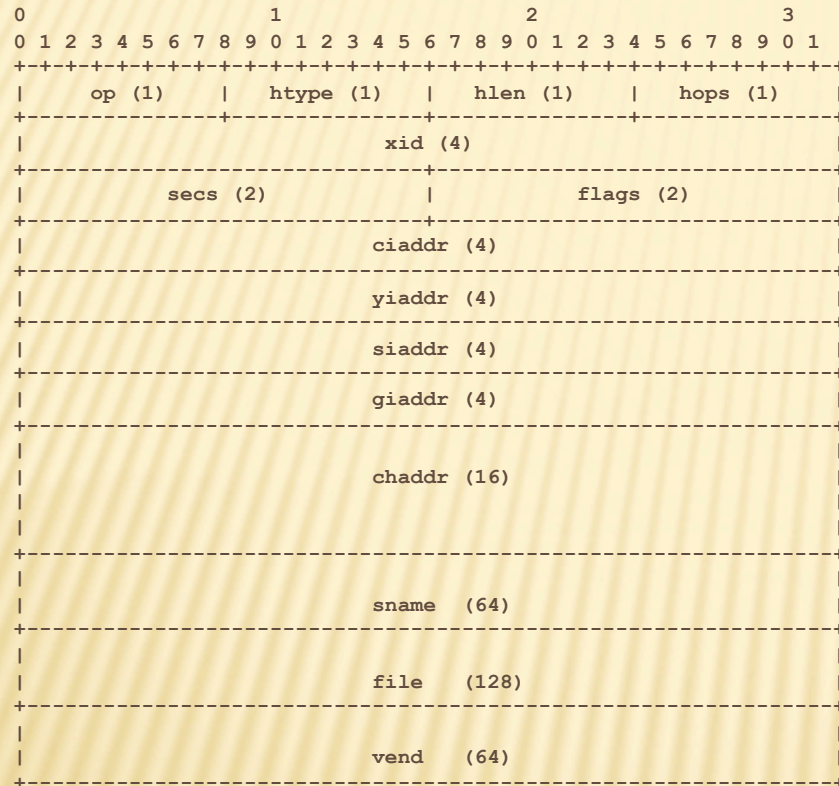 0                   1                   2                   3
0 1 2 3 4 5 6 7 8 9 0 1 2 3 4 5 6 7 8 9 0 1 2 3 4 5 6 7 8 9 0 1
+-+-+-+-+-+-+-+-+-+-+-+-+-+-+-+-+-+-+-+-+-+-+-+-+-+-+-+-+-+-+-+-+
|     op (1)    |   htype (1)   |   hlen (1)    |   hops (1)    |
+---------------+---------------+---------------+---------------+
|                            xid (4)                            |
+-------------------------------+-------------------------------+
|           secs (2)            |           flags (2)           |
+-------------------------------+-------------------------------+
|                           ciaddr (4)                          |
+---------------------------------------------------------------+
|                           yiaddr (4)                          |
+---------------------------------------------------------------+
|                           siaddr (4)                          |
+---------------------------------------------------------------+
|                           giaddr (4)                          |
+---------------------------------------------------------------+
|                                                               |
|                           chaddr (16)                         |
|                                                               |
|                                                               |
+---------------------------------------------------------------+
|                                                               |
|                           sname  (64)                         |
+---------------------------------------------------------------+
|                                                               |
|                           file   (128)                        |
+---------------------------------------------------------------+
|                                                               |
|                           vend   (64)                         |
+---------------------------------------------------------------+